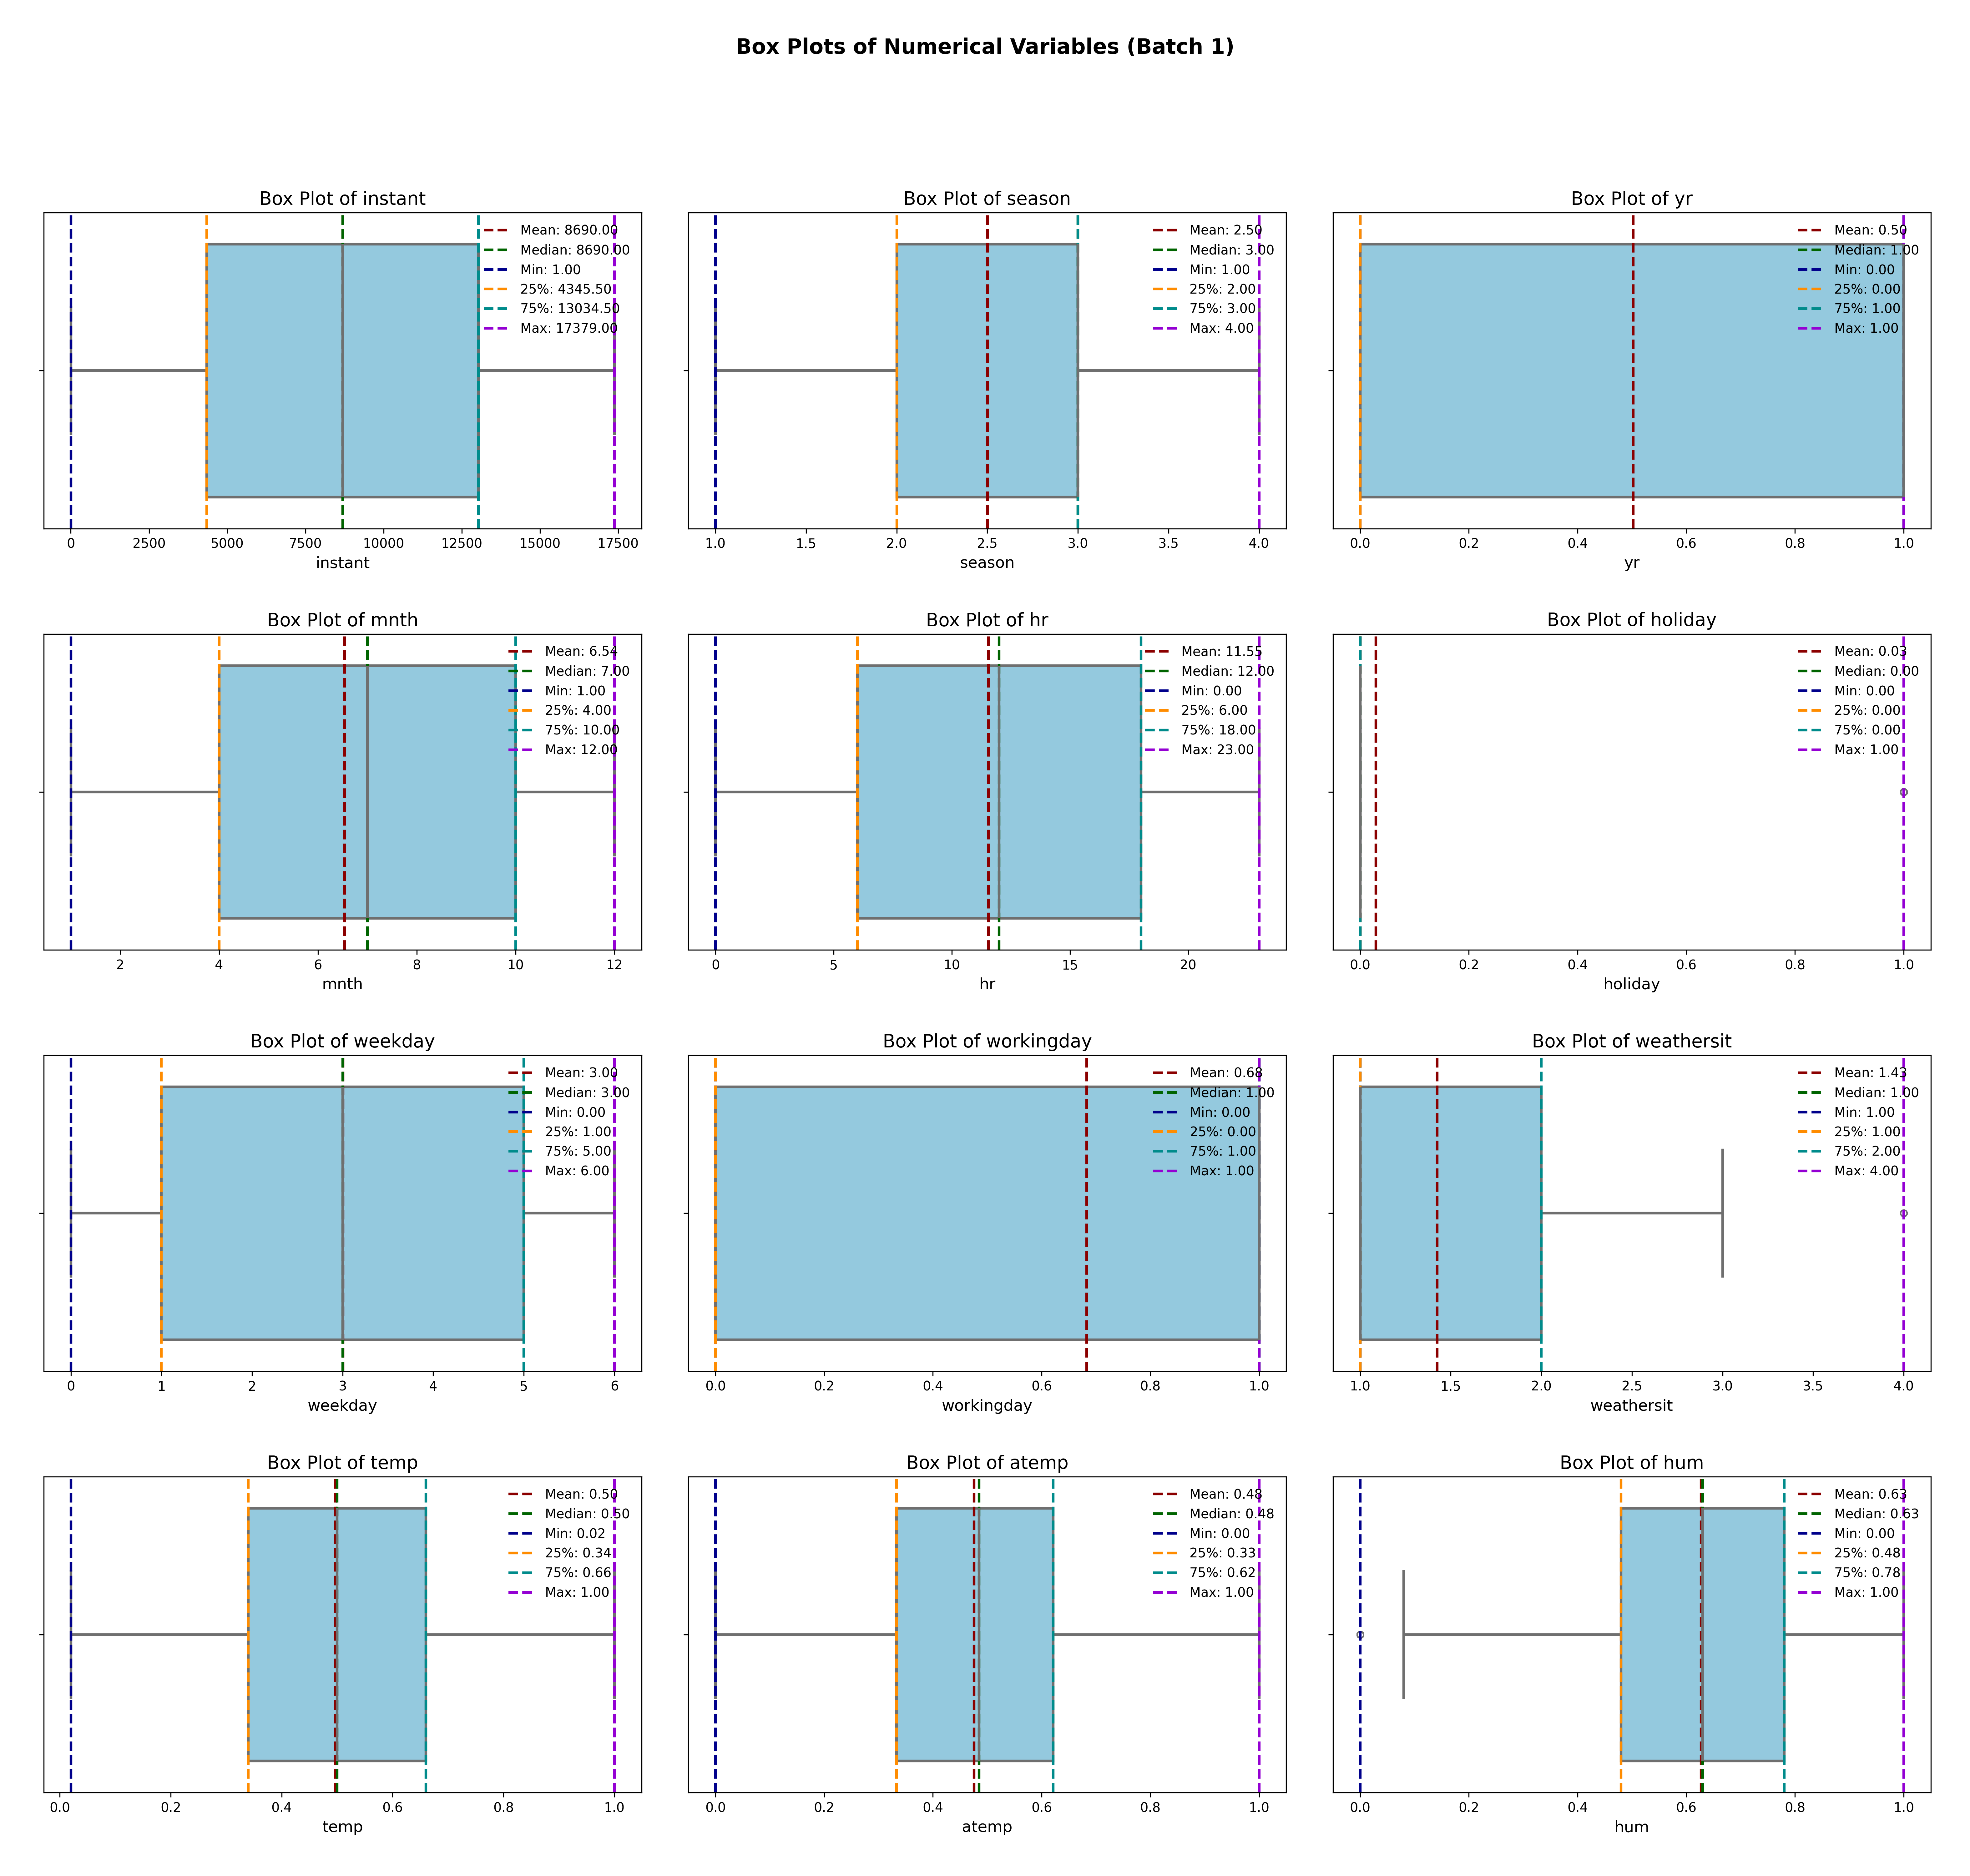 Box Plots of Numerical Variables (Batch 1)
Box Plot of instant
Mean: 8690.00
Median: 8690.00
Min: 1.00
25%: 4345.50
75%: 13034.50
Max: 17379.00
0 2500 5000 7500 10000 12500 15000 17500
instant
Box Plot of season
Mean: 2.50
Median: 3.00
Min: 1.00
25%: 2.00
75%: 3.00
Max: 4.00
1.0 1.5 2.0 2.5 3.0 3.5 4.0
season
Box Plot of yr
Mean: 0.50
Median: 1.00
Min: 0.00
25%: 0.00
75%: 1.00
Max: 1.00
0.0 0.2 0.4 0.6 0.8 1.0
yr
Box Plot of mnth
Mean: 6.54
Median: 7.00
Min: 1.00
25%: 4.00
75%: 10.00
Max: 12.00
2 4 6 8 10 12
mnth
Box Plot of hr
Mean: 11.55
Median: 12.00
Min: 0.00
25%: 6.00
75%: 18.00
Max: 23.00
0 5 10 15 20
hr
Box Plot of holiday
Mean: 0.03
Median: 0.00
Min: 0.00
25%: 0.00
75%: 0.00
Max: 1.00
0.0 0.2 0.4 0.6 0.8 1.0
holiday
Box Plot of weekday
Mean: 3.00
Median: 3.00
Min: 0.00
25%: 1.00
75%: 5.00
Max: 6.00
0 1 2 3 4 5 6
weekday
Box Plot of workingday
Mean: 0.68
Median: 1.00
Min: 0.00
25%: 0.00
75%: 1.00
Max: 1.00
0.0 0.2 0.4 0.6 0.8 1.0
workingday
Box Plot of weathersit
Mean: 1.43
Median: 1.00
Min: 1.00
25%: 1.00
75%: 2.00
Max: 4.00
1.0 1.5 2.0 2.5 3.0 3.5 4.0
weathersit
Box Plot of temp
Mean: 0.50
Median: 0.50
Min: 0.02
25%: 0.34
75%: 0.66
Max: 1.00
0.0 0.2 0.4 0.6 0.8 1.0
temp
Box Plot of atemp
Mean: 0.48
Median: 0.48
Min: 0.00
25%: 0.33
75%: 0.62
Max: 1.00
0.0 0.2 0.4 0.6 0.8 1.0
atemp
Box Plot of hum
Mean: 0.63
Median: 0.63
Min: 0.00
25%: 0.48
75%: 0.78
Max: 1.00
0.0 0.2 0.4 0.6 0.8 1.0
hum